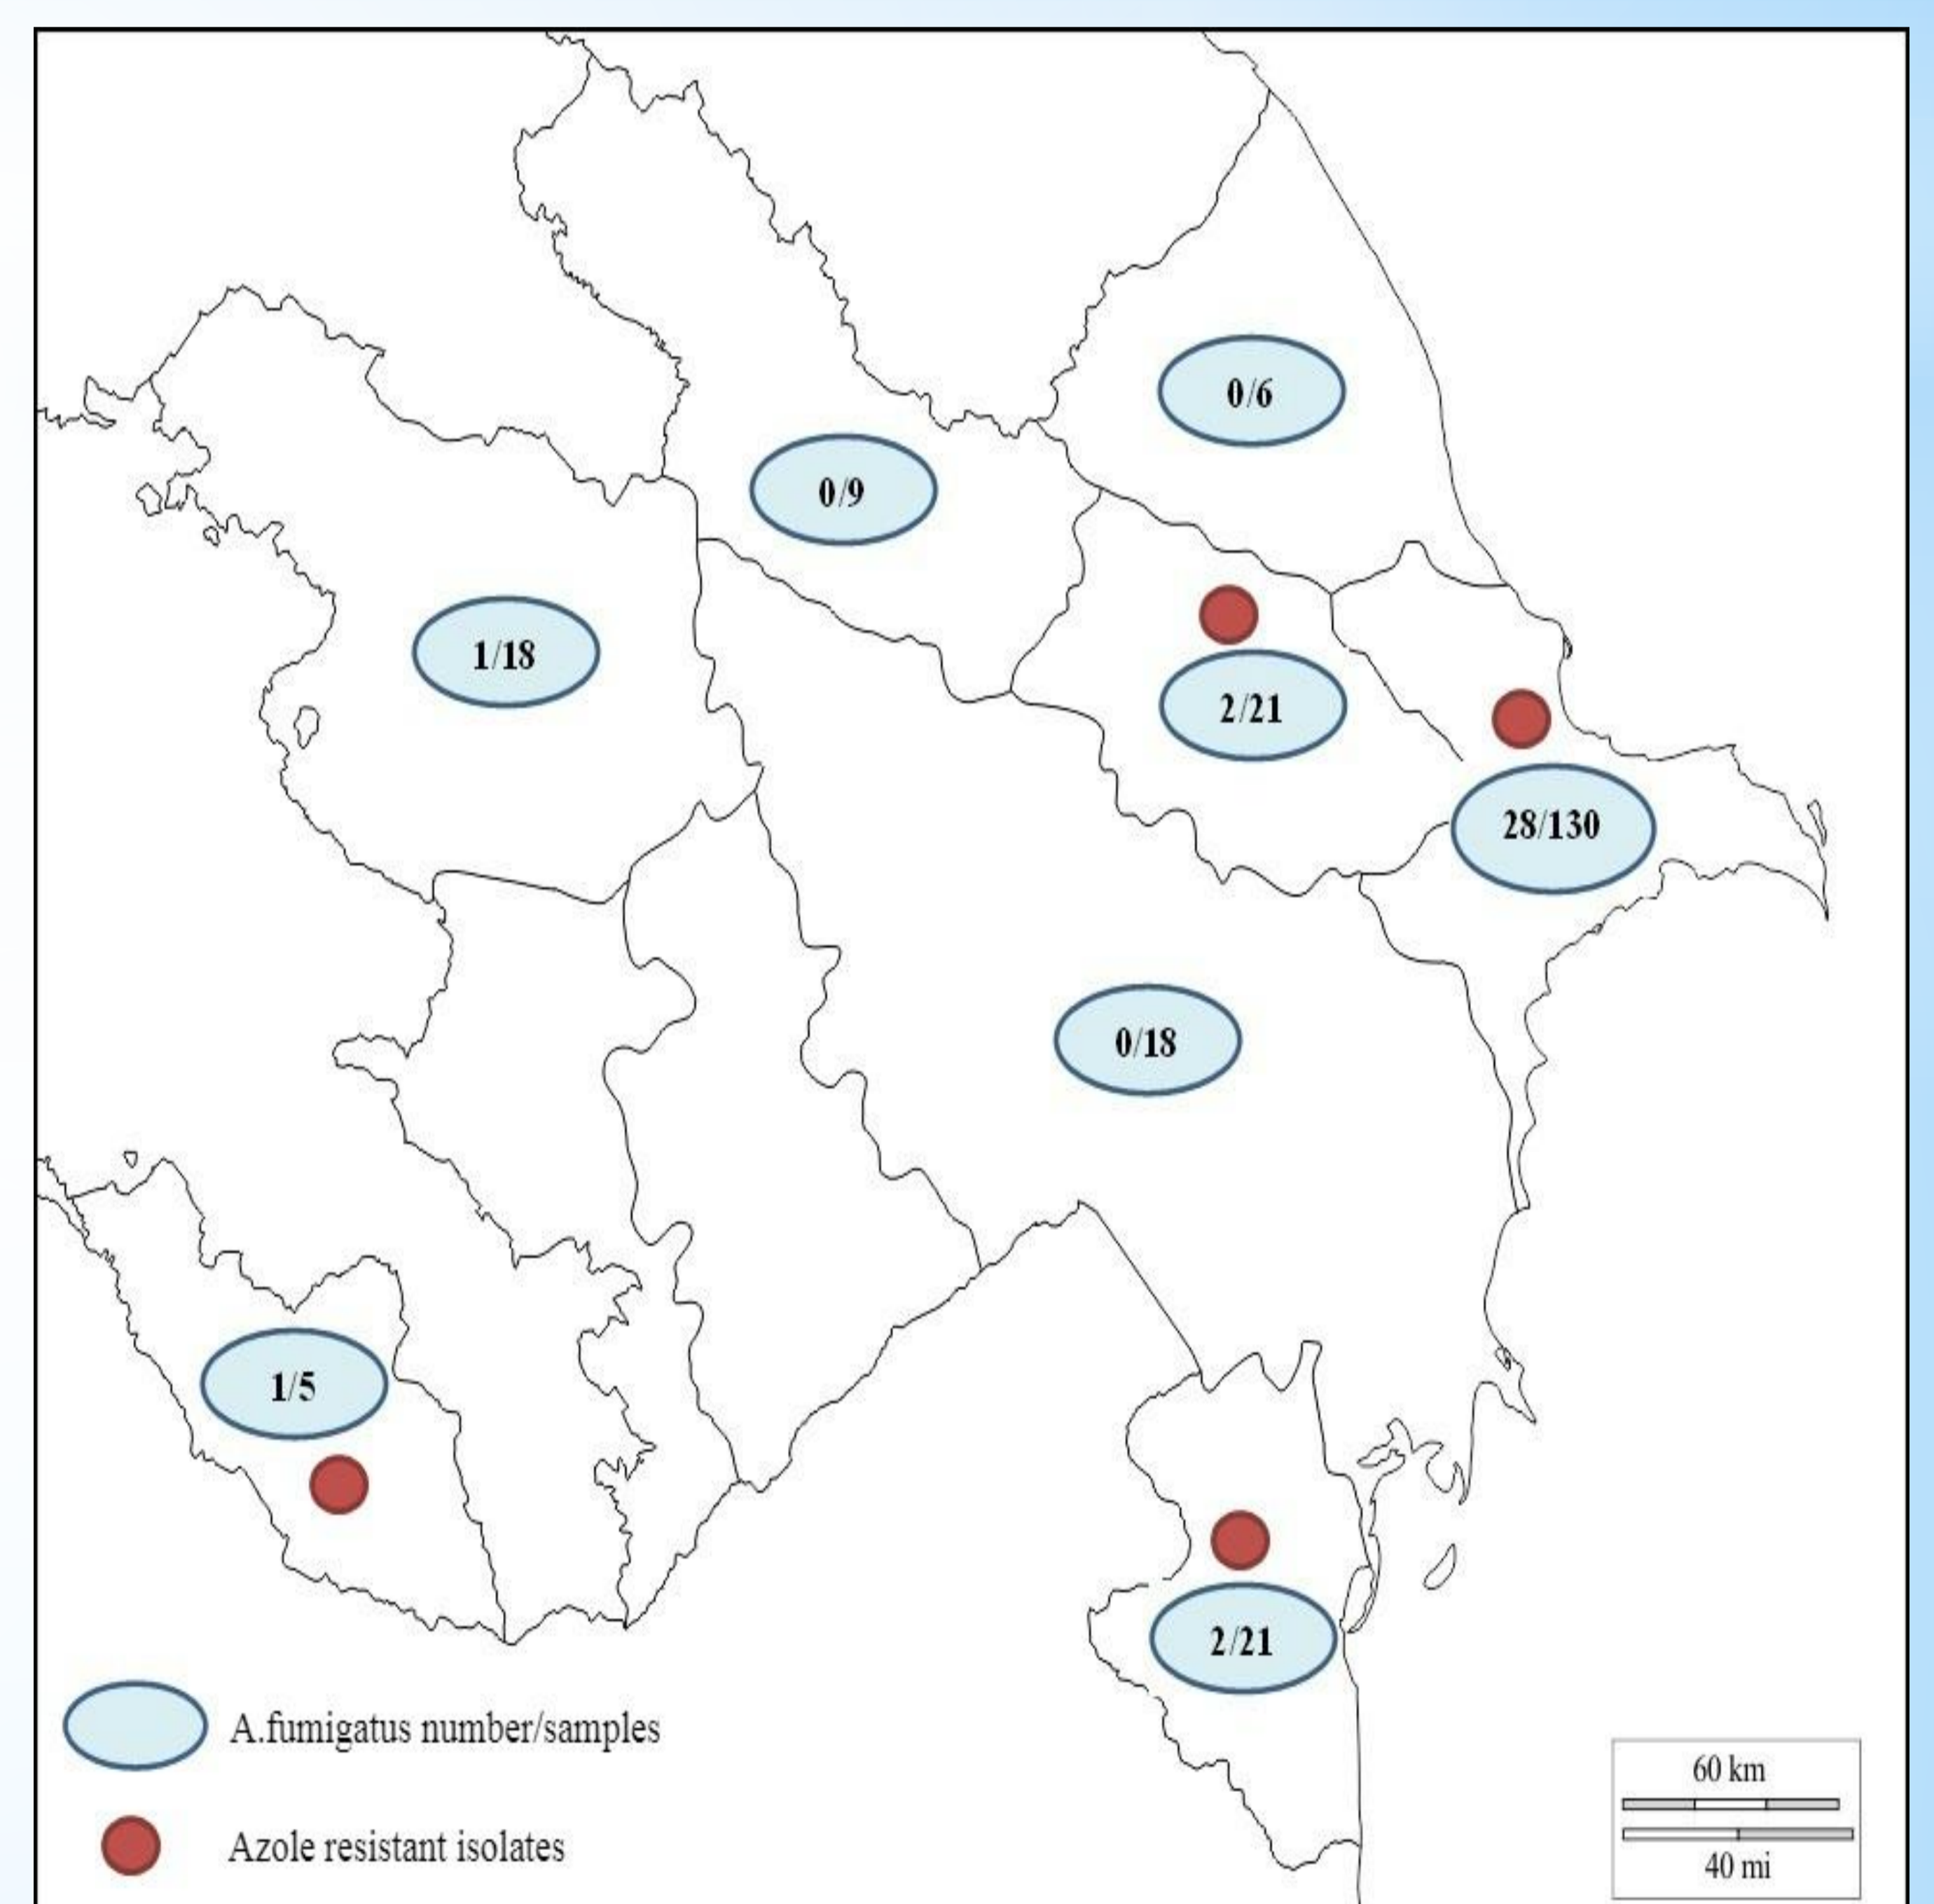 0/6
0/9
1/18
2/21
28/130
0/18
1/5
2/21
A.fumigatus number/samples
Azole resistant isolates
60 km
40 mi